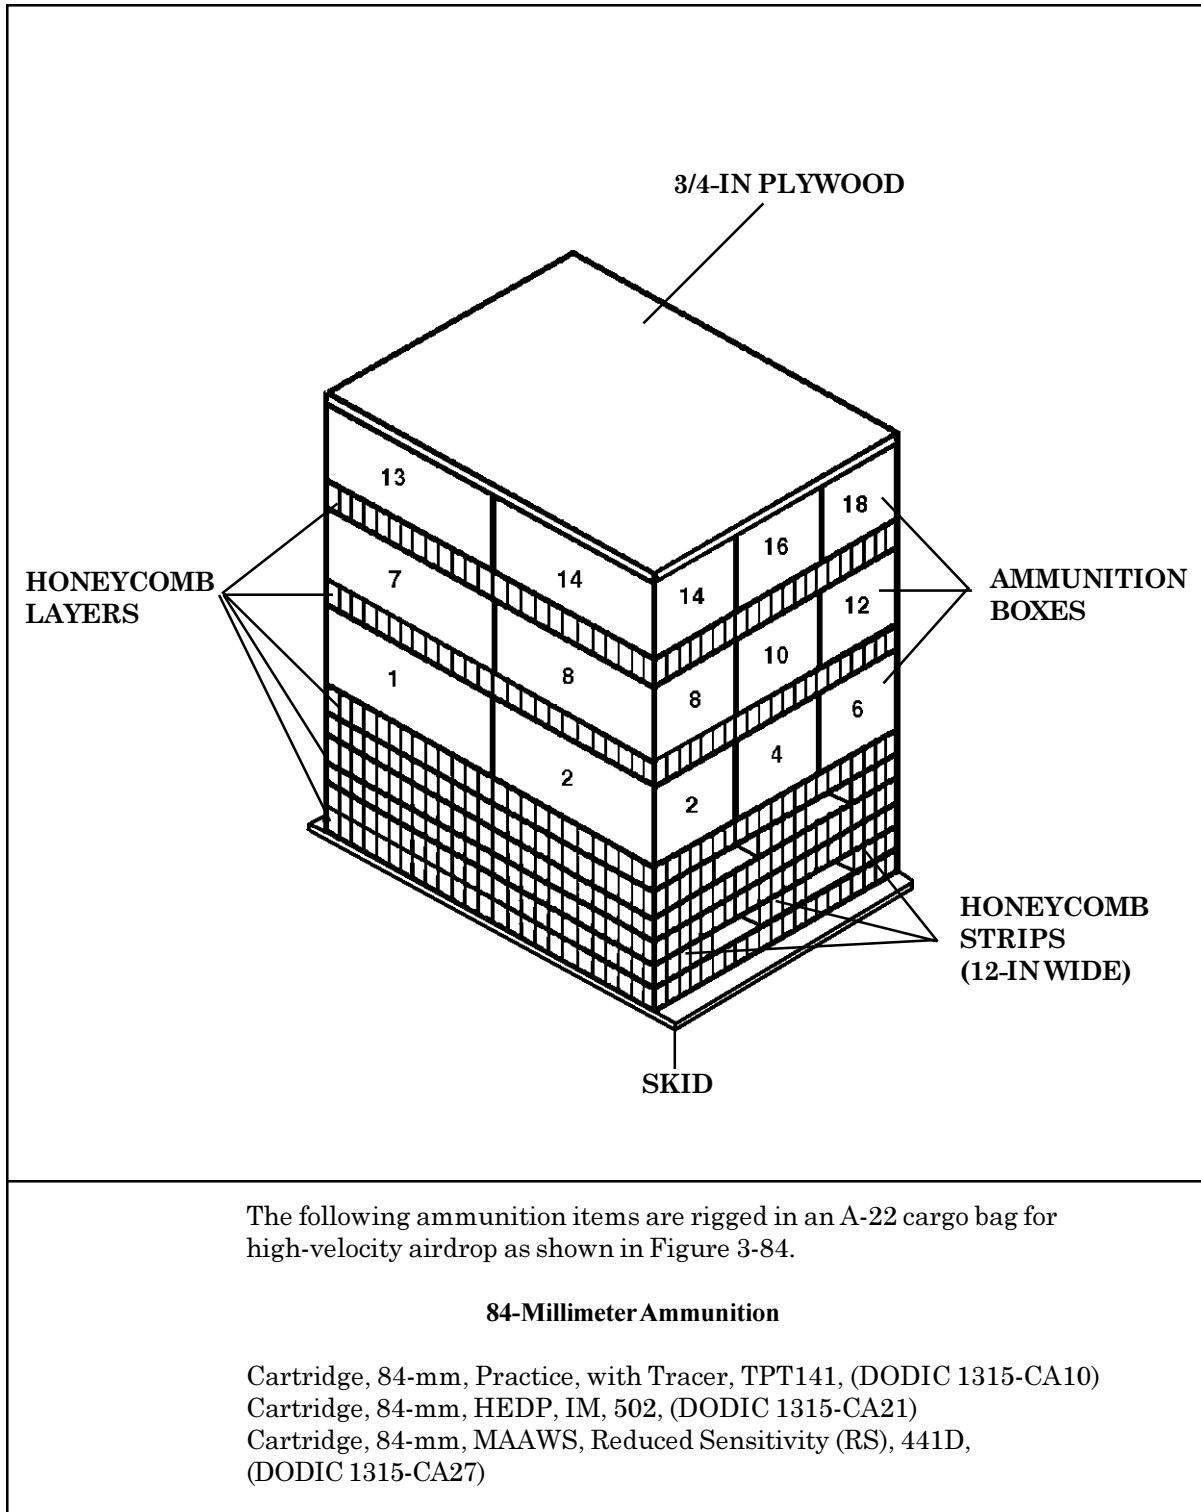 3/4-IN PLYWOOD
13
18
16
HONEYCOMB
LAYERS
7
14
14
12
AMMUNITION
BOXES
10
1
8
8
6
4
2
2
HONEYCOMB
STRIPS
(12-IN WIDE)
SKID
The following ammunition items are rigged in an A-22 cargo bag for
high-velocity airdrop as shown in Figure 3-84.
84-Millimeter Ammunition
Cartridge, 84-mm, Practice, with Tracer, TPT141, (DODIC 1315-CA10)
Cartridge, 84-mm, HEDP, IM, 502, (DODIC 1315-CA21)
Cartridge, 84-mm, MAAWS, Reduced Sensitivity (RS), 441D,
(DODIC 1315-CA27)